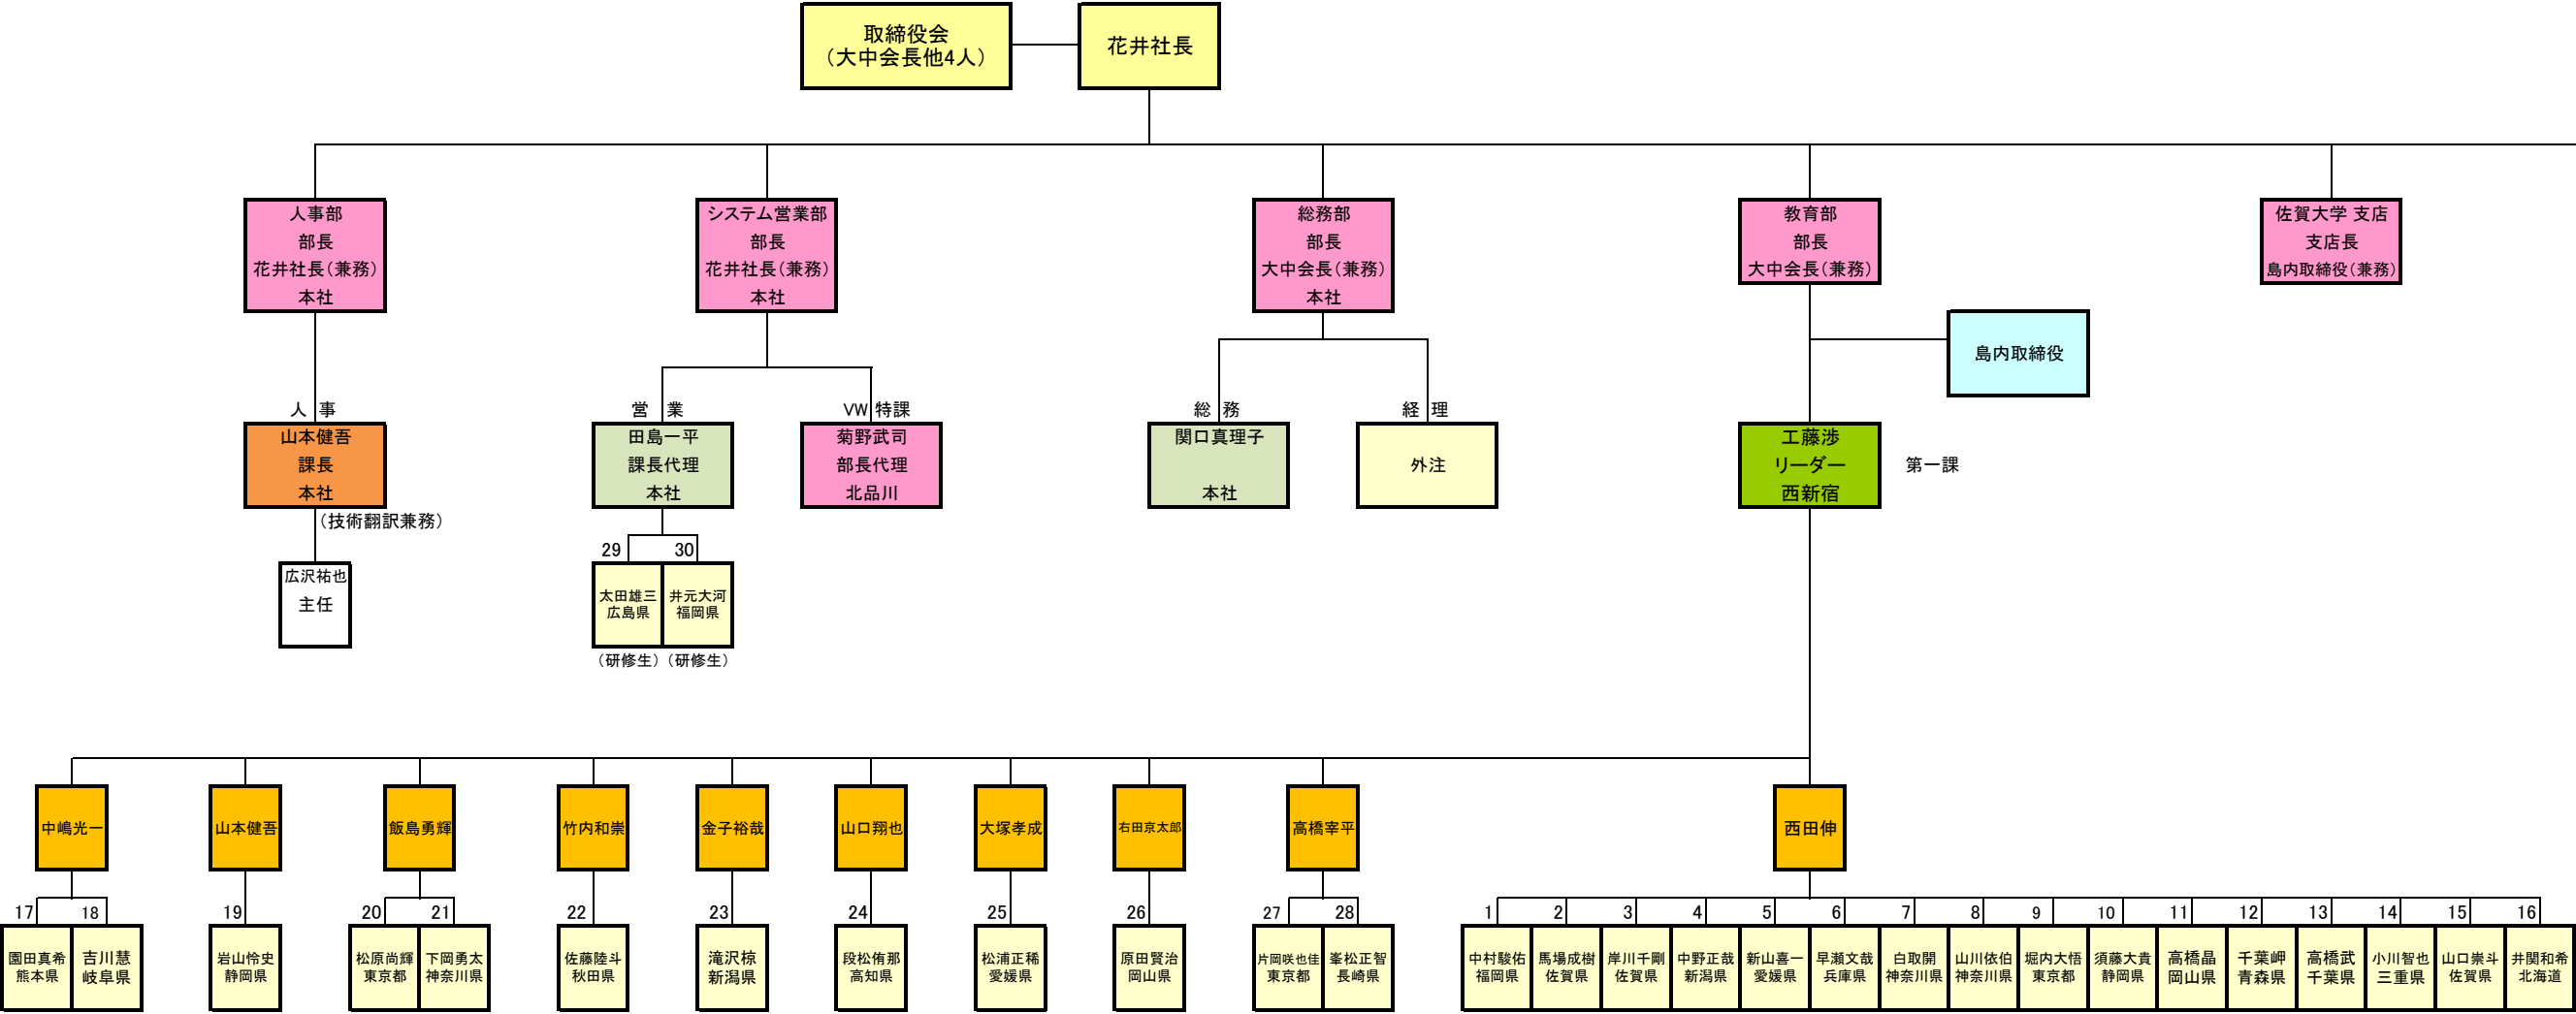 取締役会
（大中会長他4人）
花井社長
人事部
部長
花井社長（兼務）
本社
システム営業部
部長
花井社長（兼務）
本社
総務部
部長
大中会長（兼務）
本社
教育部
部長
大中会長（兼務）
佐賀大学 支店
支店長
島内取締役（兼務）
島内取締役
人 事
山本健吾
課長
本社
（技術翻訳兼務）
広沢祐也
主任
営 業
田島一平
課長代理
本社
VW 特課
菊野武司
部長代理
北品川
29
太田雄三
広島県
（研修生）
30
井元大河
福岡県
（研修生）
総 務
関口真理子
本社
経 理
外注
工藤渉
リーダー
西新宿
第一課
中嶋光一
山本健吾
飯島勇輝
竹内和崇
金子裕哉
山口翔也
大塚孝成
右田京太郎
高橋宰平
西田伸
17
園田真希
熊本県
18
吉川慧
岐阜県
19
岩山怜史
静岡県
20
松原尚輝
東京都
21
下岡勇太
神奈川県
22
佐藤陸斗
秋田県
23
滝沢椋
新潟県
24
段松侑那
高知県
25
松浦正稀
愛媛県
26
原田賢治
岡山県
27
片岡咲也佳
東京都
28
峯松正智
長崎県
1
中村駿佑
福岡県
2
馬場成樹
佐賀県
3
岸川千剛
佐賀県
4
中野正哉
新潟県
5
新山喜一
愛媛県
6
早瀬文哉
兵庫県
7
白取開
神奈川県
8
山川依伯
神奈川県
9
堀内大悟
東京都
10
須藤大貴
静岡県
11
高橋晶
岡山県
12
千葉岬
青森県
13
高橋武
千葉県
14
小川智也
三重県
15
山口崇斗
佐賀県
16
井関和希
北海道